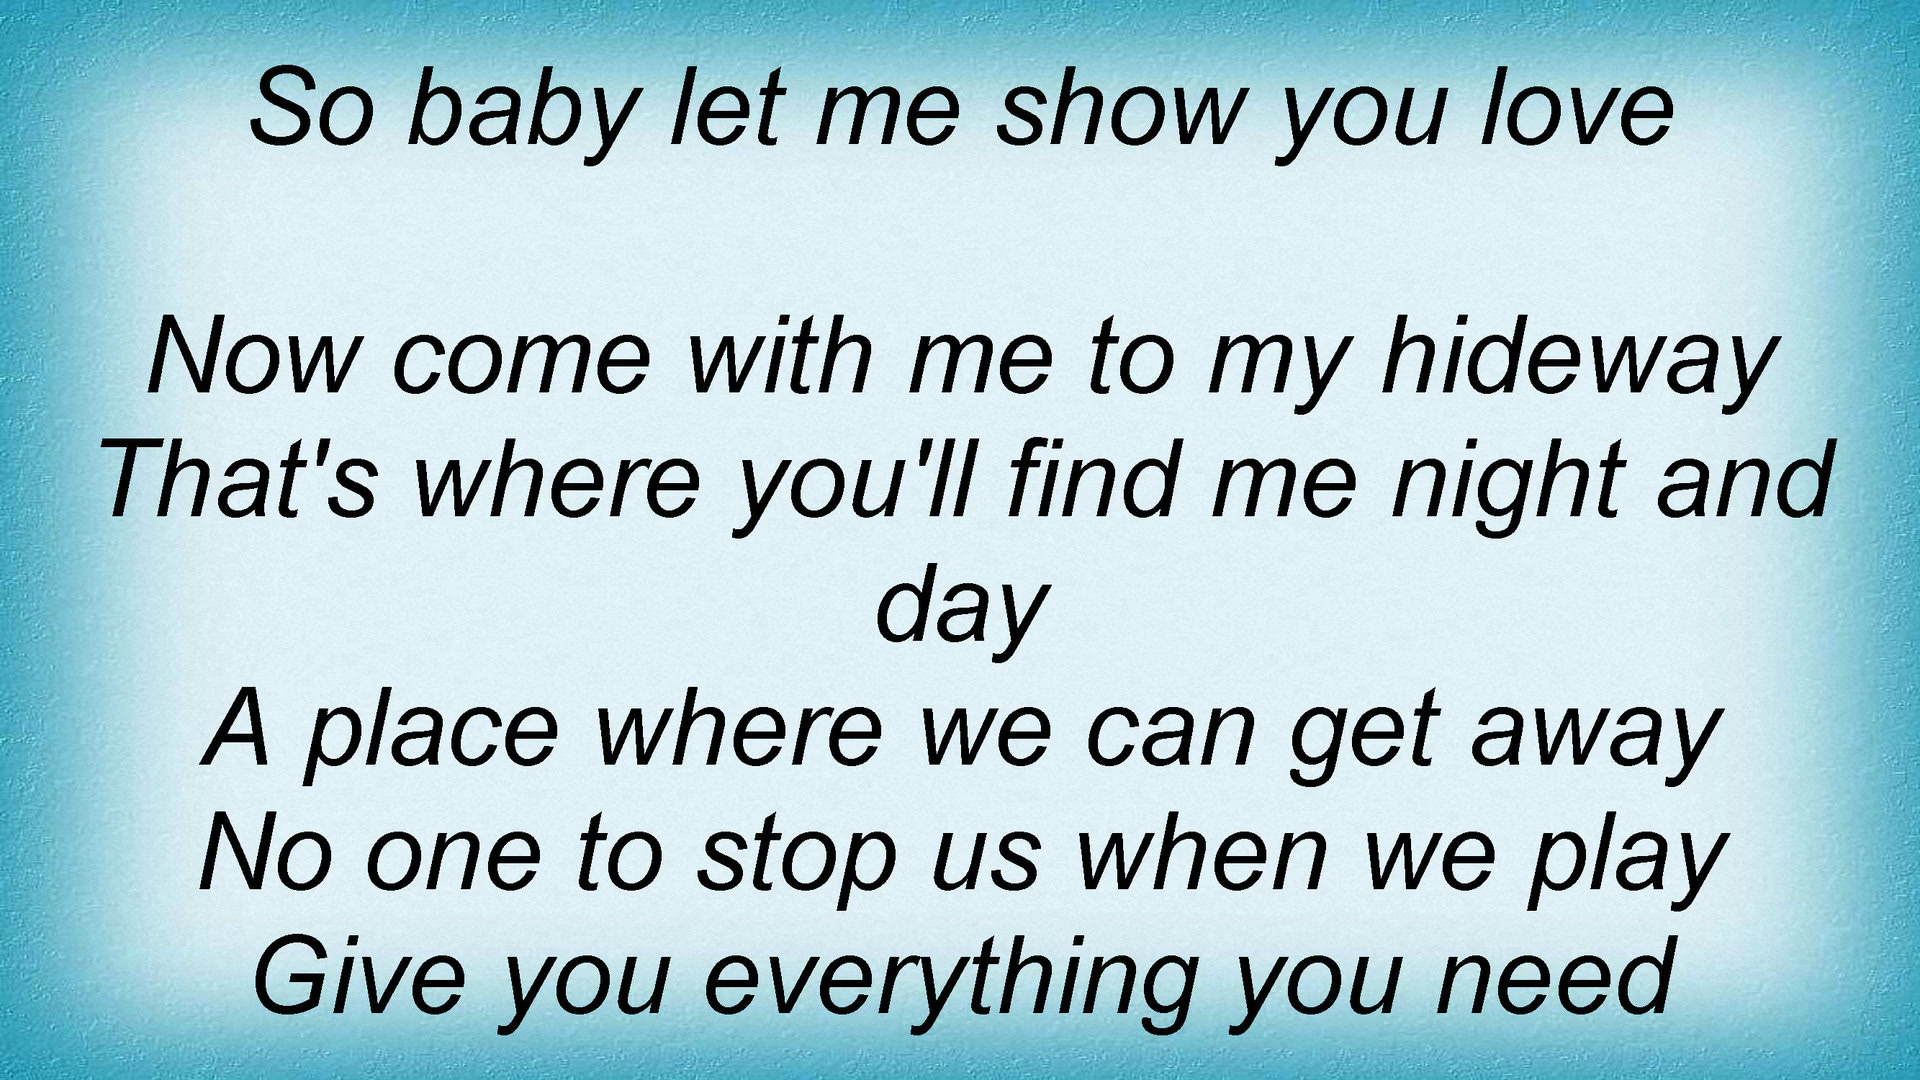 So baby let me show you love
Now come with me to my hideway
That's where you'll find me night and
day
A place where we can get away
No one to stop us when we play
Give you everything you need